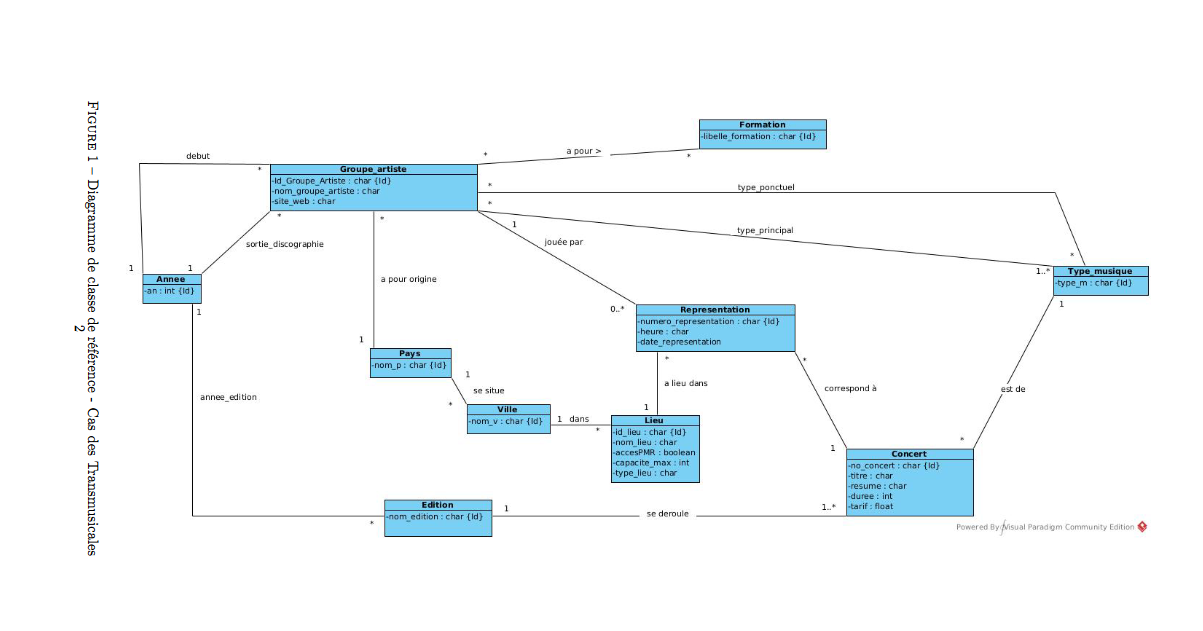 FIGURE 1 – Diagramme de classe de référence - Cas des Transmusicales
2
Formation
-libelle_formation : char {Id}
a pour >
*
*
debut
*
1
Groupe_artiste
-Id_Groupe_Artiste : char {Id}
-nom_groupe_artiste : char
-site_web : char
*
*
type_ponctuel
*
type_principal
1..*
Type_musique
-type_m : char {Id}
*
sortie_discographie
1
*
a pour origine
1
1
jouée par
0..*
Annee
-an : int {Id}
1
annee_edition
*
Representation
-numero_representation : char {Id}
-heure : char
-date_representation
*
a lieu dans
1
*
correspond à
1
1
est de
*
Pays
-nom_p : char {Id}
1
se situe
*
Ville
-nom_v : char {Id}
1
dans
*
Lieu
-id_lieu : char {Id}
-nom_lieu : char
-accesPMR : boolean
-capacite_max : int
-type_lieu : char
Concert
-no_concert : char {Id}
-titre : char
-resume : char
-duree : int
-tarif : float
Edition
-nom_edition : char {Id}
1
se deroule
1..*
Powered By Visual Paradigm Community Edition